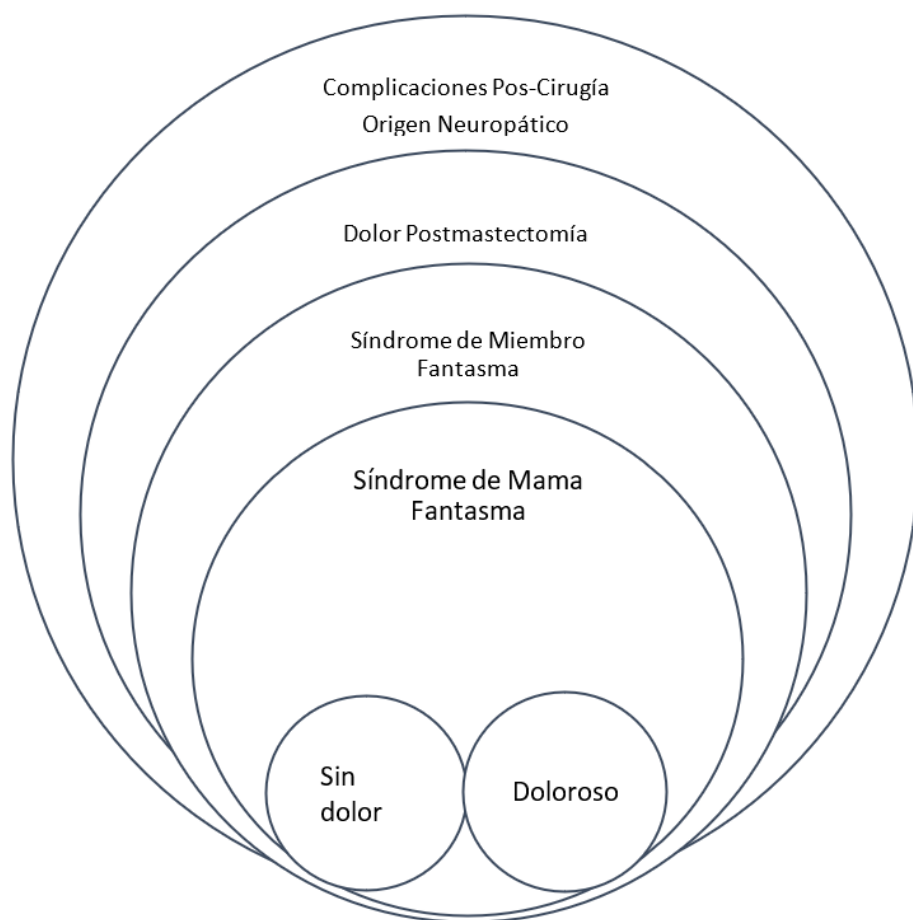 Complicaciones Pos-Cirugía
Origen Neuropático
Dolor Postmastectomía
Síndrome de Miembro
Fantasma
Síndrome de Mama
Fantasma
Sin
dolor
Doloroso